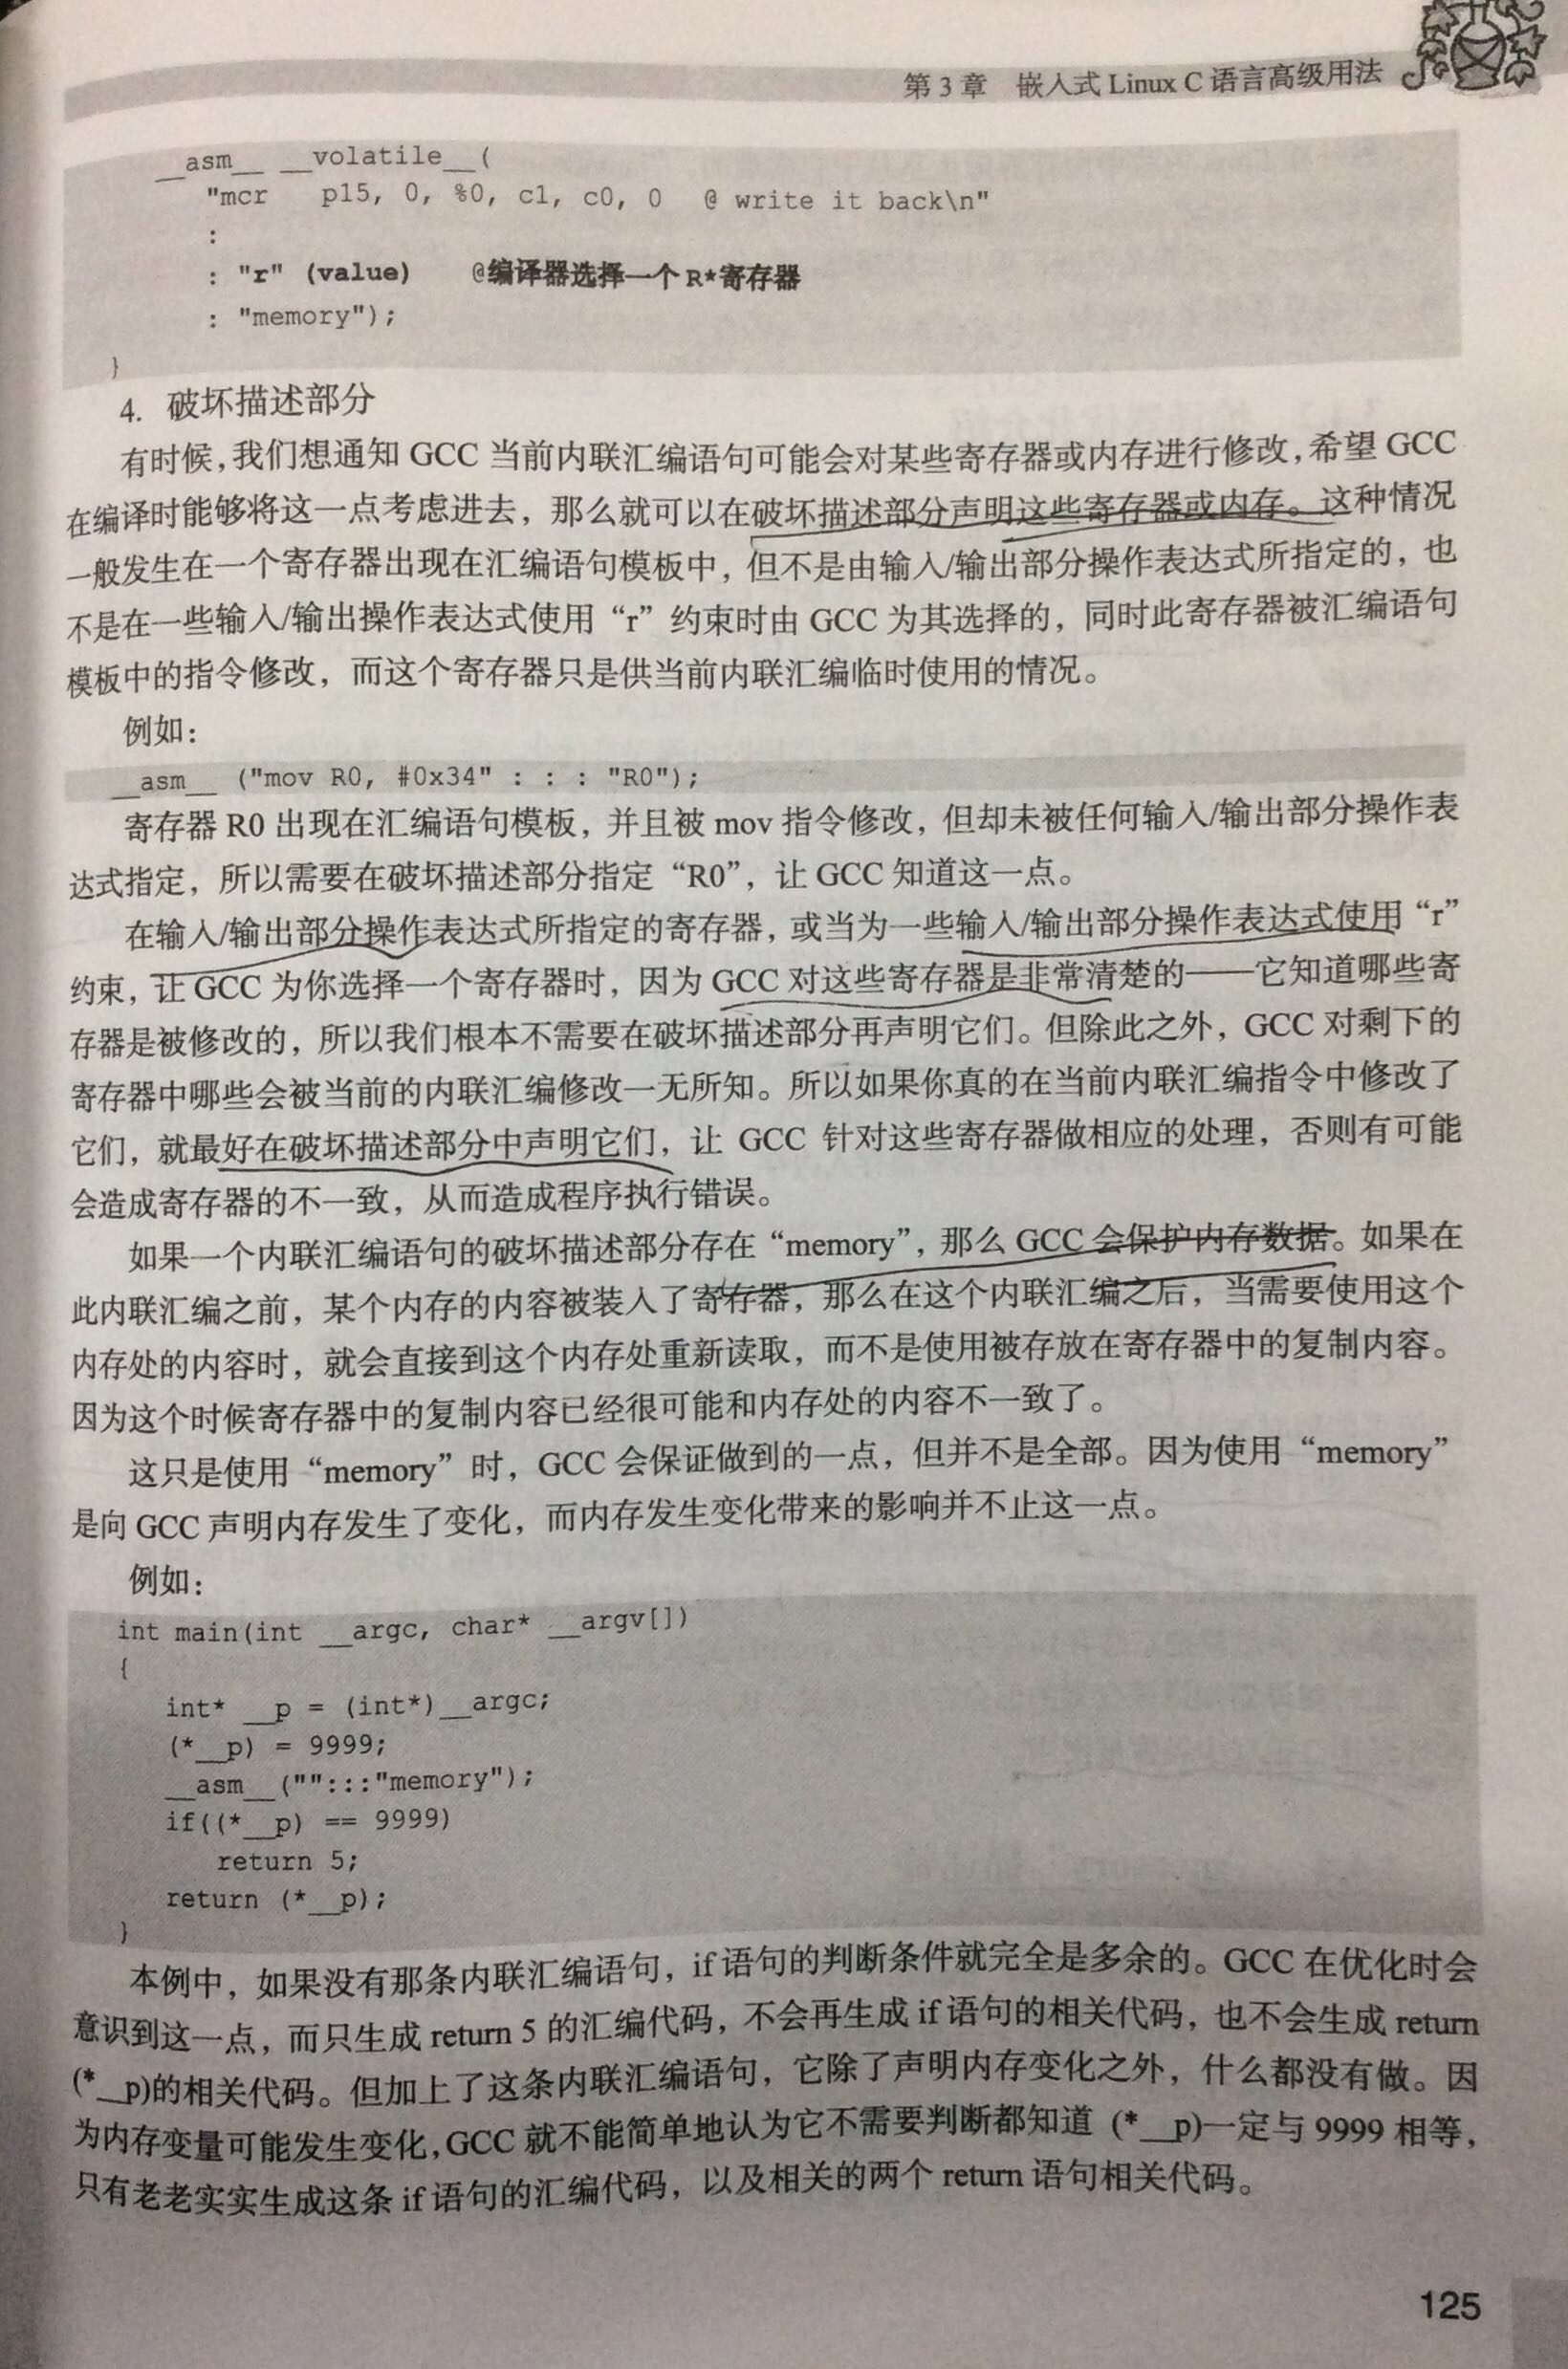 第 3 章 嵌入式 Linux C 语言高级用法
__asm__ __volatile__(
"mcr p15, 0, %0, c1, c0, 0 @ write it back\n"
:
: "r" (value) @编译器选择一个 R*寄存器
: "memory");
}
4. 破坏描述部分
有时候,我们想通知 GCC 当前内联汇编语句可能会对某些寄存器或内存进行修改,希望 GCC
在编译时能够将这一点考虑进去，那么就可以在破坏描述部分声明这些寄存器或内存。这种情况
一般发生在一个寄存器出现在汇编语句模板中，但不是由输入/输出部分操作表达式所指定的，也
不是在一些输入/输出操作表达式使用“r”约束时由 GCC 为其选择的，同时此寄存器被汇编语句
模板中的指令修改，而这个寄存器只是供当前内联汇编临时使用的情况。
例如：
__asm__ ("mov R0, #0x34" : : : "R0");
寄存器 R0 出现在汇编语句模板，并且被 mov 指令修改，但却未被任何输入/输出部分操作表
达式指定，所以需要在破坏描述部分指定“R0”，让 GCC 知道这一点。
在输入/输出部分操作表达式所指定的寄存器，或当为一些输入/输出部分操作表达式使用“r”
约束，让 GCC 为你选择一个寄存器时，因为 GCC 对这些寄存器是非常清楚的——它知道哪些寄
存器是被修改的，所以我们根本不需要在破坏描述部分再声明它们。但除此之外，GCC 对剩下的
寄存器中哪些会被当前的内联汇编修改一无所知。所以如果你真的在当前内联汇编指令中修改了
它们，就最好在破坏描述部分中声明它们，让 GCC 针对这些寄存器做相应的处理，否则有可能
会造成寄存器的不一致，从而造成程序执行错误。
如果一个内联汇编语句的破坏描述部分存在“memory”，那么 GCC 会保护内存数据。如果在
此内联汇编之前，某个内存的内容被装入了寄存器，那么在这个内联汇编之后，当需要使用这个
内存处的内容时，就会直接到这个内存处重新读取，而不是使用被存放在寄存器中的复制内容。
因为这个时候寄存器中的复制内容已经很可能和内存处的内容不一致了。
这只是使用“memory”时，GCC 会保证做到的一点，但并不是全部。因为使用“memory”
是向 GCC 声明内存发生了变化，而内存发生变化带来的影响并不止这一点。
例如：
int main(int __argc, char* __argv[])
{
int* __p = (int*)__argc;
(*__p) = 9999;
__asm__("":::"memory");
if((*__p) == 9999)
return 5;
return (*__p);
}
本例中，如果没有那条内联汇编语句，if 语句的判断条件就完全是多余的。GCC 在优化时会
意识到这一点，而只生成 return 5 的汇编代码，不会再生成 if 语句的相关代码，也不会生成 return
(*__p)的相关代码。但加上了这条内联汇编语句，它除了声明内存变化之外，什么都没有做。因
为内存变量可能发生变化,GCC 就不能简单地认为它不需要判断都知道 (*__p)一定与 9999 相等，
只有老老实实生成这条 if 语句的汇编代码，以及相关的两个 return 语句相关代码。
125